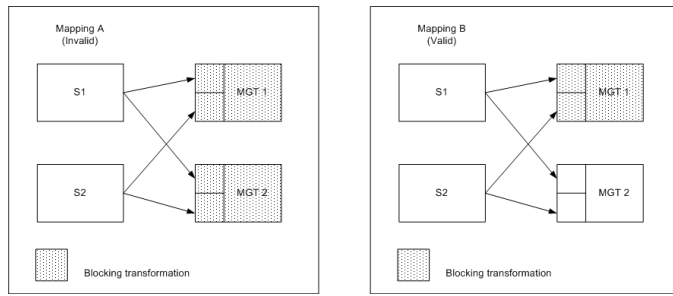 Mapping A
(Invalid)
S1
MGT 1
S2
MGT 2
Blocking transformation
Mapping B
(Valid)
S1
MGT 1
S2
MGT 2
Blocking transformation